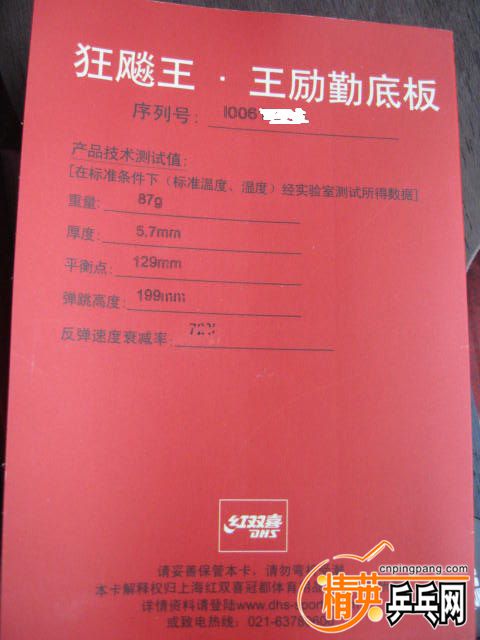 狂飚王 · 王励勤底板
序列号: I006
产品技术测试值:
[在标准条件下（标准温度、湿度）经实验室测试所得数据]
重量: 87g
厚度: 5.7mm
平衡点: 129mm
弹跳高度: 199mm
反弹速度衰减率:
红双喜
DHS
请妥善保管本卡，请勿弯
本卡解释权归上海红双喜冠都体育
详情资料请登陆www.dhs-sport
或致电热线: 021-6378
cnpingpang.com
精英乒乓网